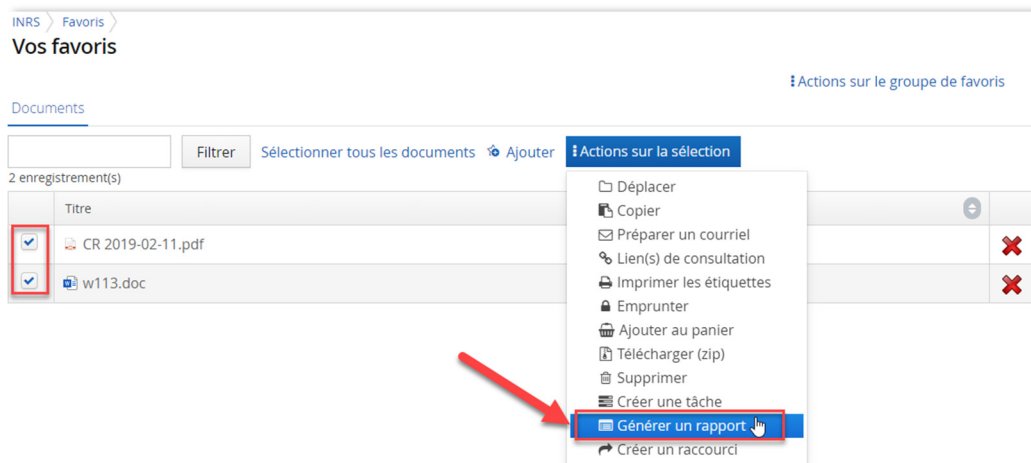 INRS Favoris
Vos favoris
Actions sur le groupe de favoris
Documents
Filtrer Sélectionner tous les documents Ajouter Actions sur la sélection
2 enregistrement(s)
Titre
CR 2019-02-11.pdf
w113.doc
Déplacer
Copier
Préparer un courriel
Lien(s) de consultation
Imprimer les étiquettes
Emprunter
Ajouter au panier
Télécharger (zip)
Supprimer
Créer une tâche
Générer un rapport
Créer un raccourci